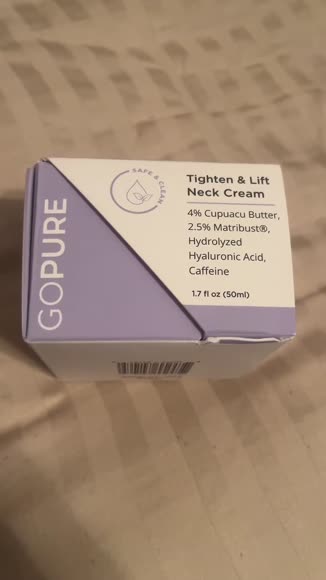 GOPURE
SAFE & CLEAN
Tighten & Lift
Neck Cream
4% Cupuacu Butter,
2.5% Matribust®,
Hydrolyzed
Hyaluronic Acid,
Caffeine
1.7 fl oz (50ml)